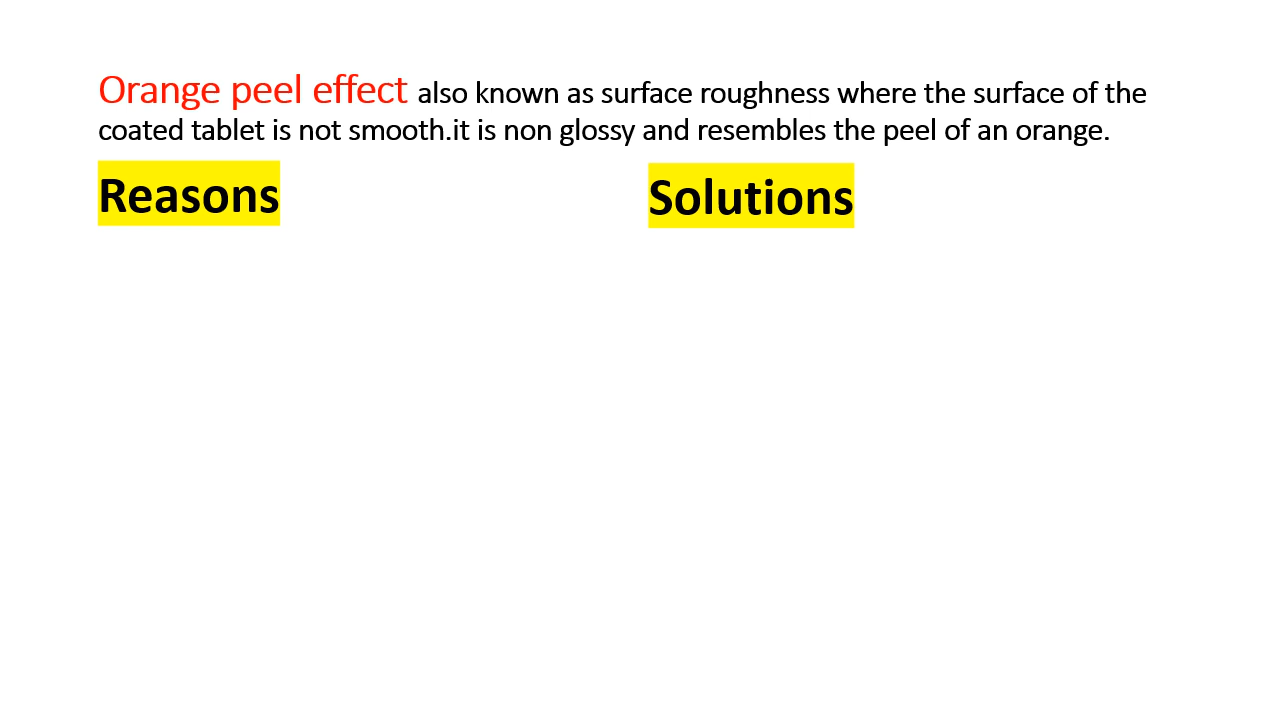 Orange peel effect also known as surface roughness where the surface of the
coated tablet is not smooth.it is non glossy and resembles the peel of an orange.
Reasons
Solutions